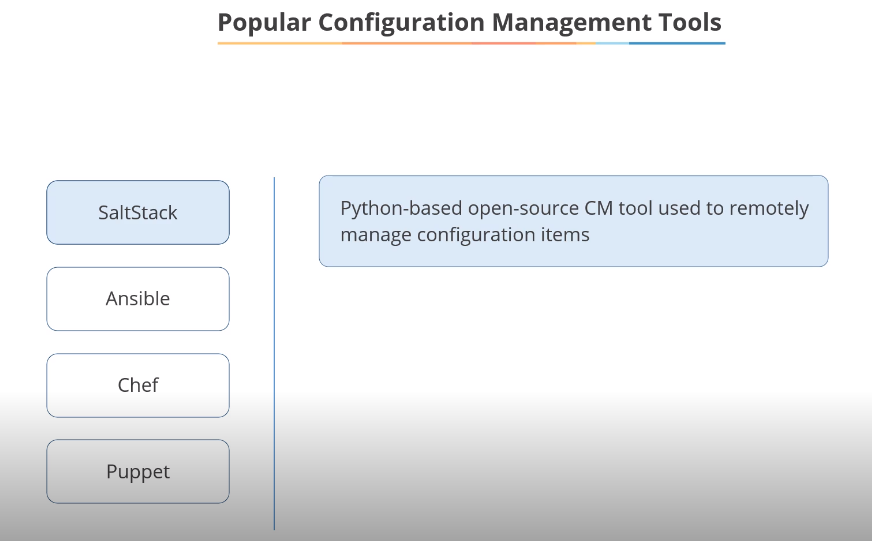 Popular Configuration Management Tools
SaltStack
Python-based open-source CM tool used to remotely
manage configuration items
Ansible
Chef
Puppet